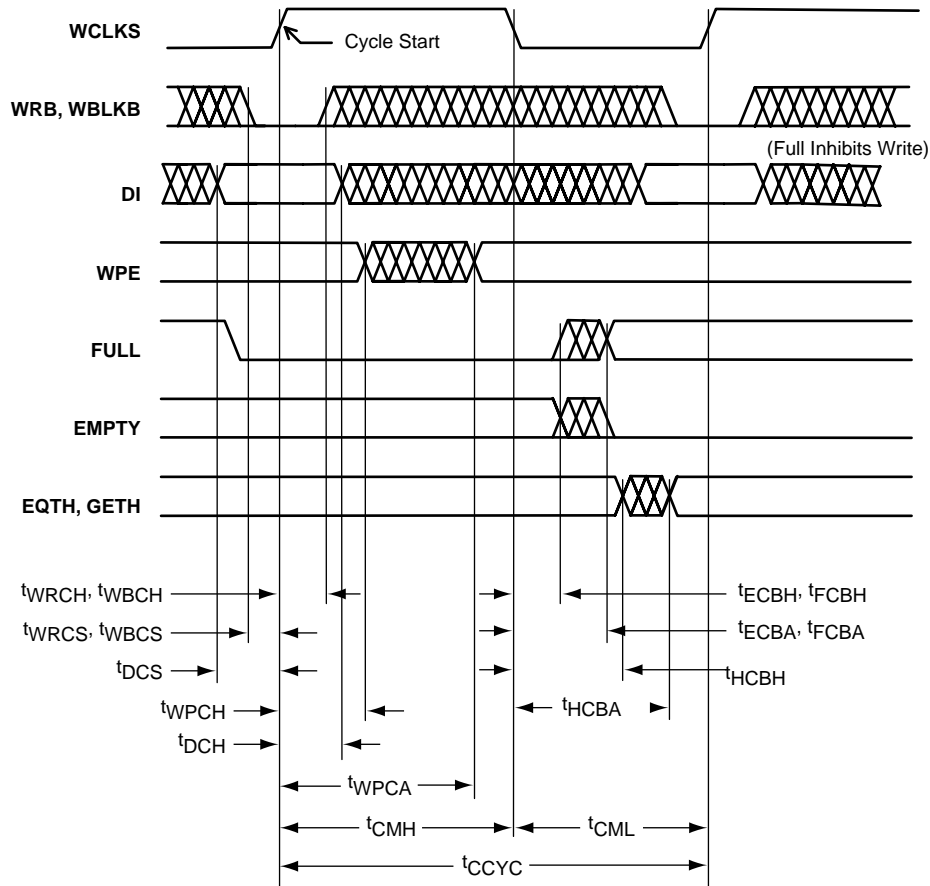 WCLKS
Cycle Start
WRB, WBLKB
(Full Inhibits Write)
DI
WPE
FULL
EMPTY
EQTH, GETH
tWRCH, tWBCH
tECBH, tFCBH
tWRCS, tWBCS
tECBA, tFCBA
tDCS
tHCBH
tWPCH
tHCBA
tDCH
tWPCA
tCMH
tCML
tCCYC